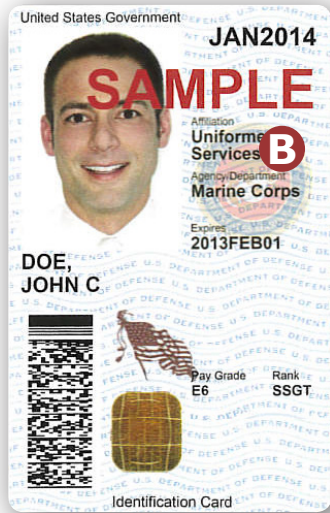 United States Government
JAN2014
SAMPLE
Affiliation
Uniformed
Services
B
Agency/Department
Marine Corps
Expires
2013FEB01
DOE,
JOHN C
Pay Grade
Rank
E6
SSGT
Identification Card